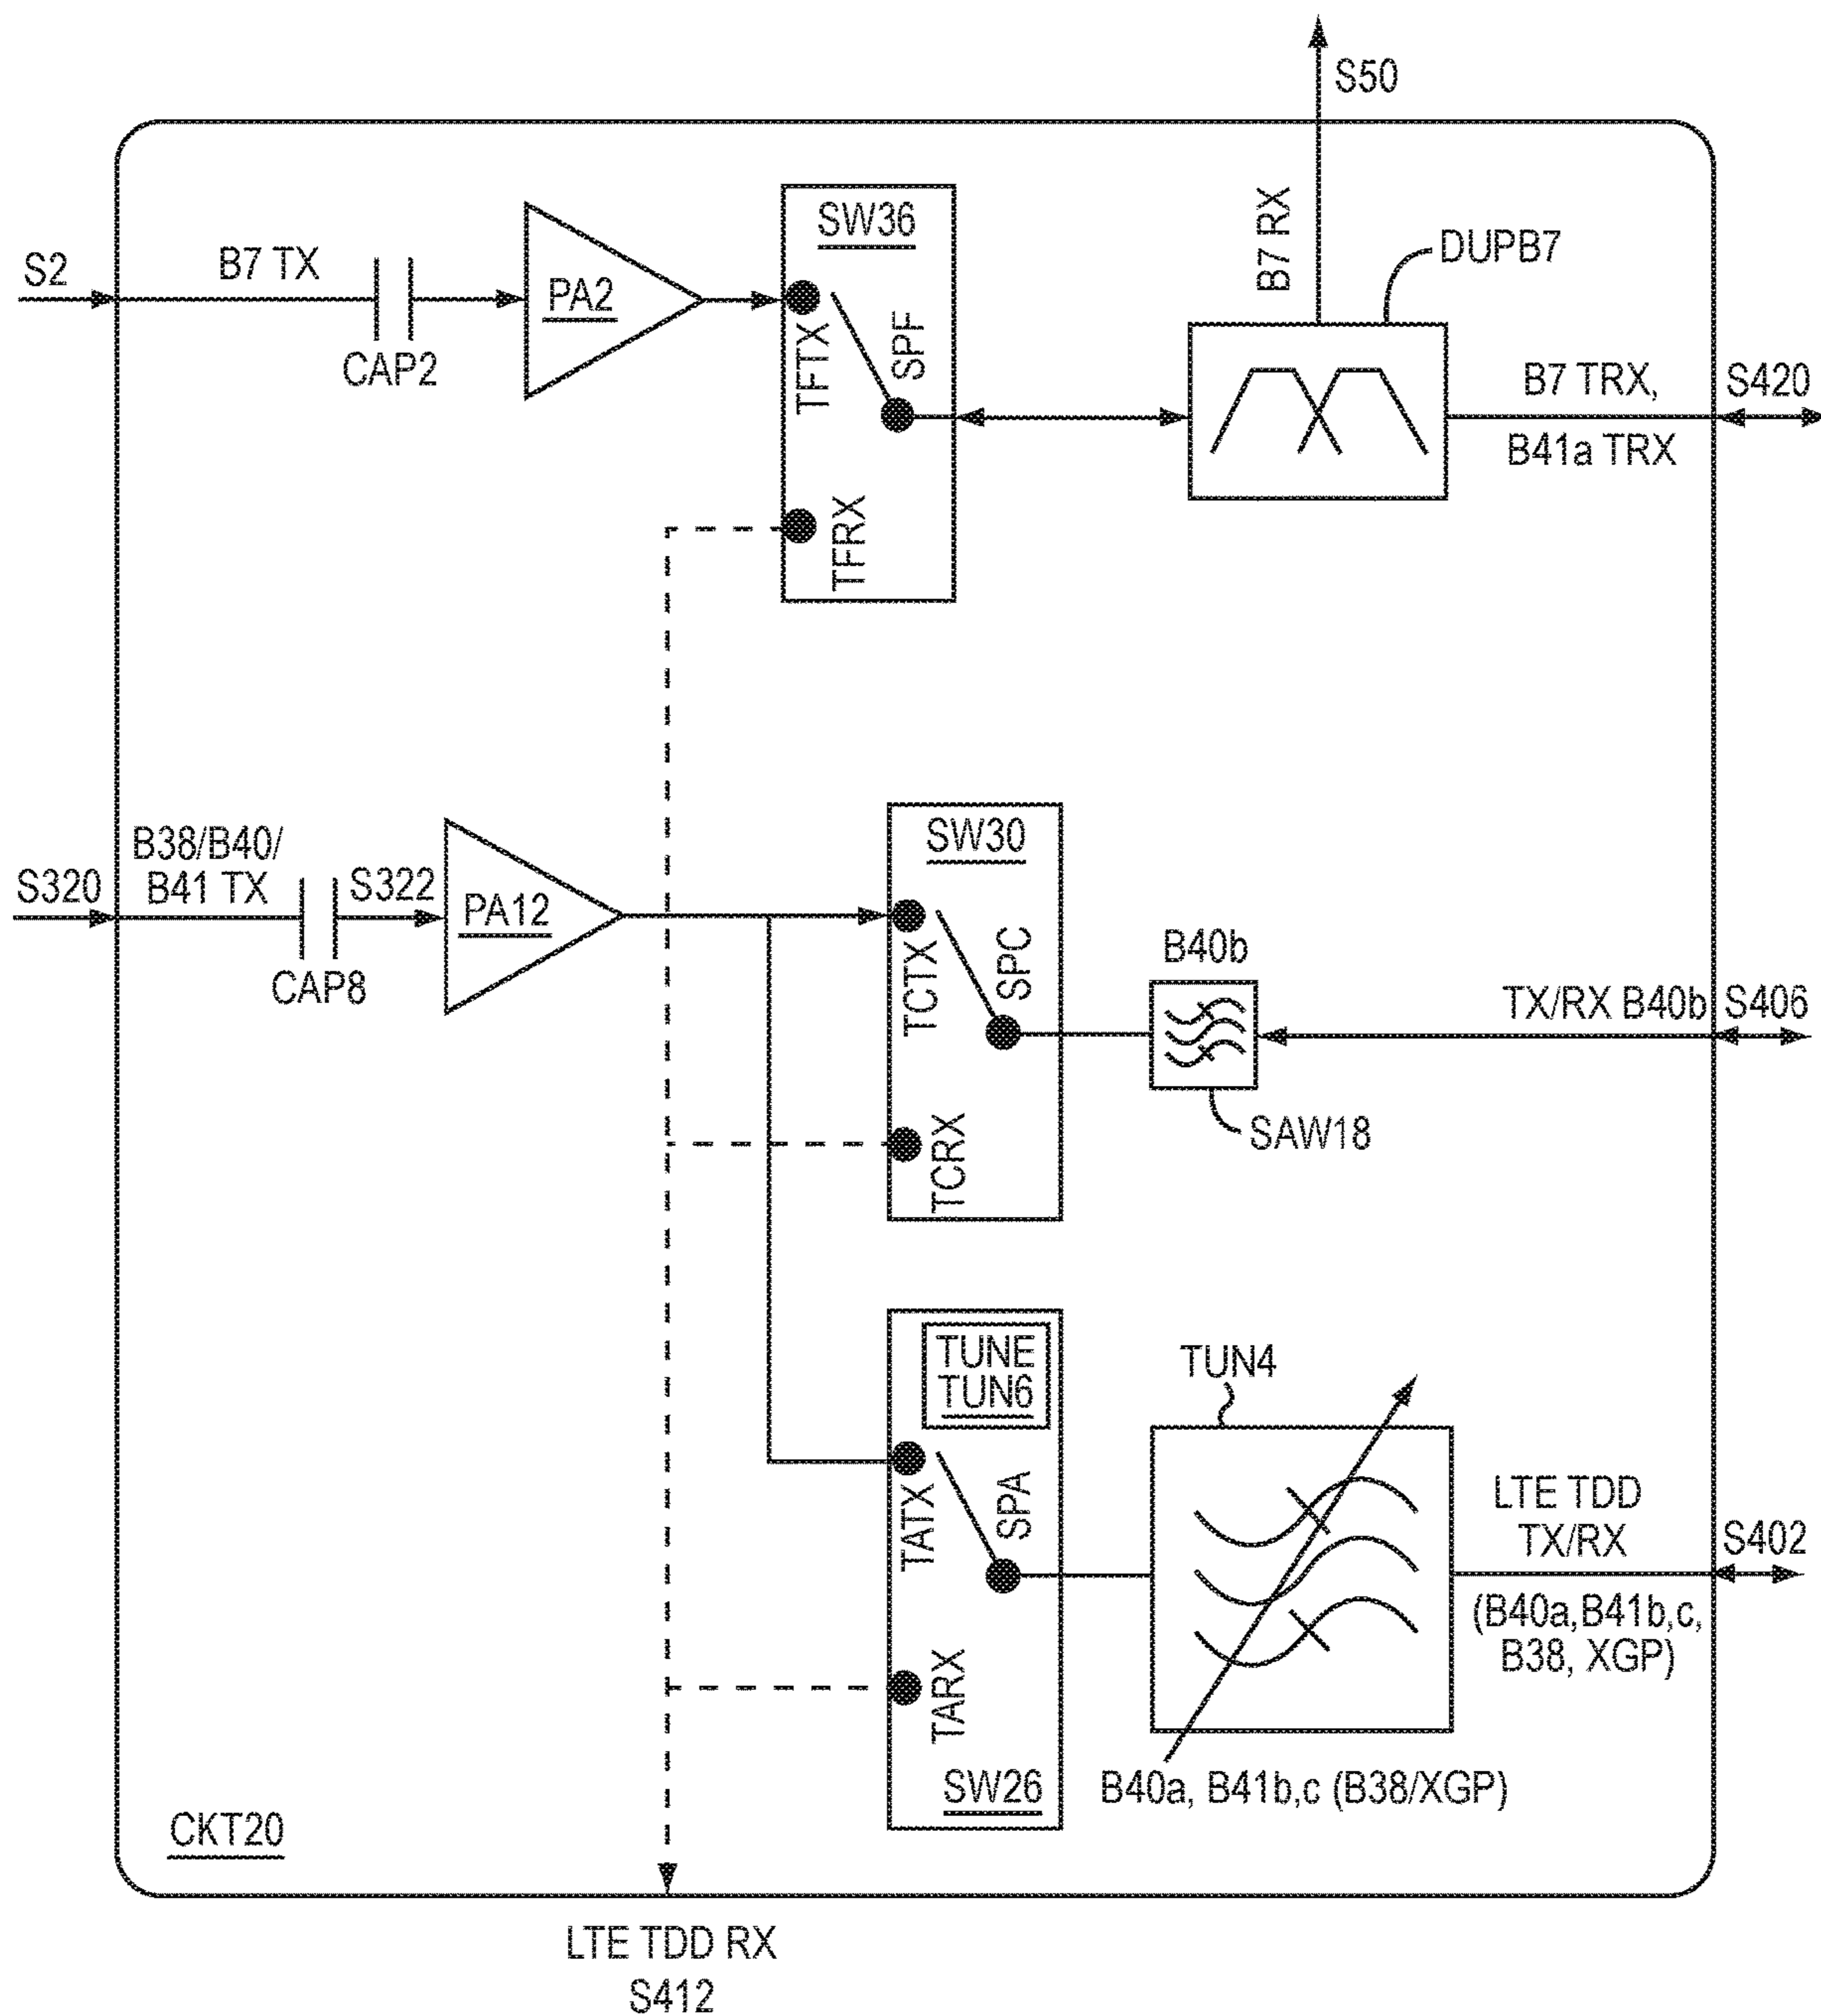 S50
SW36
B7 RX
DUPB7
S2
B7 TX
PA2
CAP2
TFTX
SPF
TFRX
B7 TRX,
B41a TRX
S420
B38/B40/
B41 TX
S320
S322
PA12
CAP8
SW30
TCTX
SPC
TCRX
B40b
SAW18
TX/RX B40b
S406
TUNE
TUN6
TATX
SPA
TARX
SW26
TUN4
LTE TDD
TX/RX
S402
(B40a,B41b,c,
B38, XGP)
B40a, B41b,c (B38/XGP)
CKT20
LTE TDD RX
S412